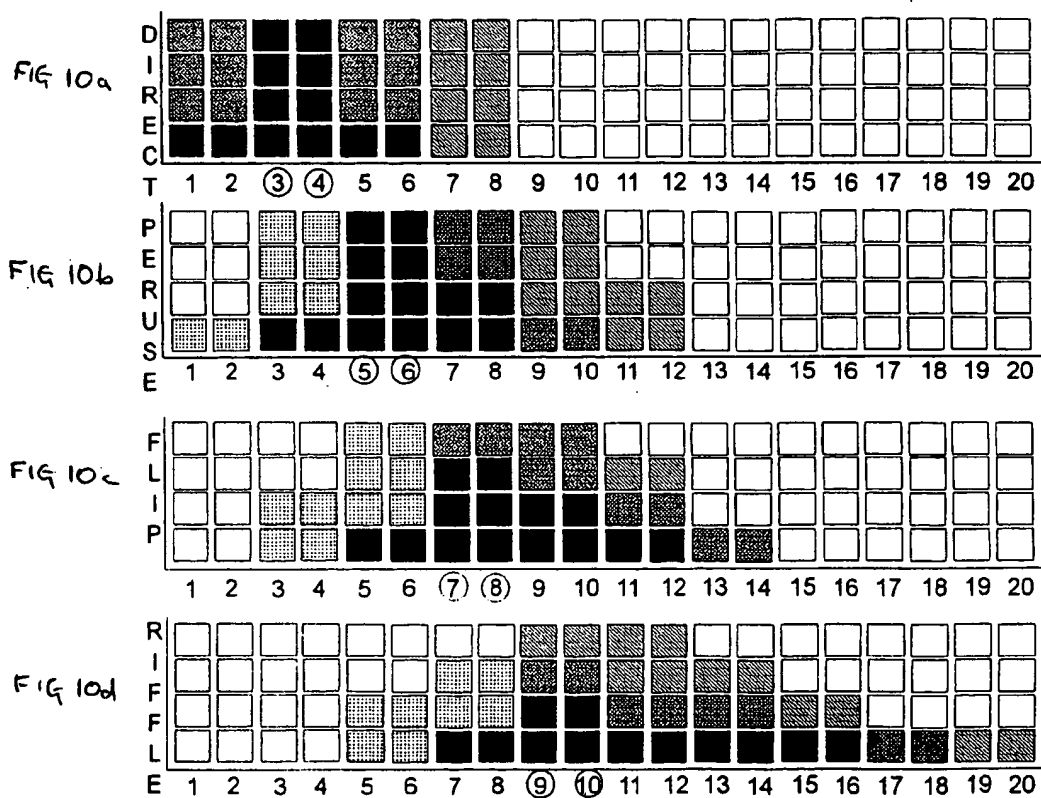 FIG 10a
DIRECT
1 2 ③ ④ 5 6 7 8 9 10 11 12 13 14 15 16 17 18 19 20
FIG 10b
PERUSE
1 2 3 4 ⑤ ⑥ 7 8 9 10 11 12 13 14 15 16 17 18 19 20
FIG 10c
FLIP
1 2 3 4 5 6 ⑦ ⑧ 9 10 11 12 13 14 15 16 17 18 19 20
FIG 10d
RIFFLE
1 2 3 4 5 6 7 8 ⑨ ⑩ 11 12 13 14 15 16 17 18 19 20